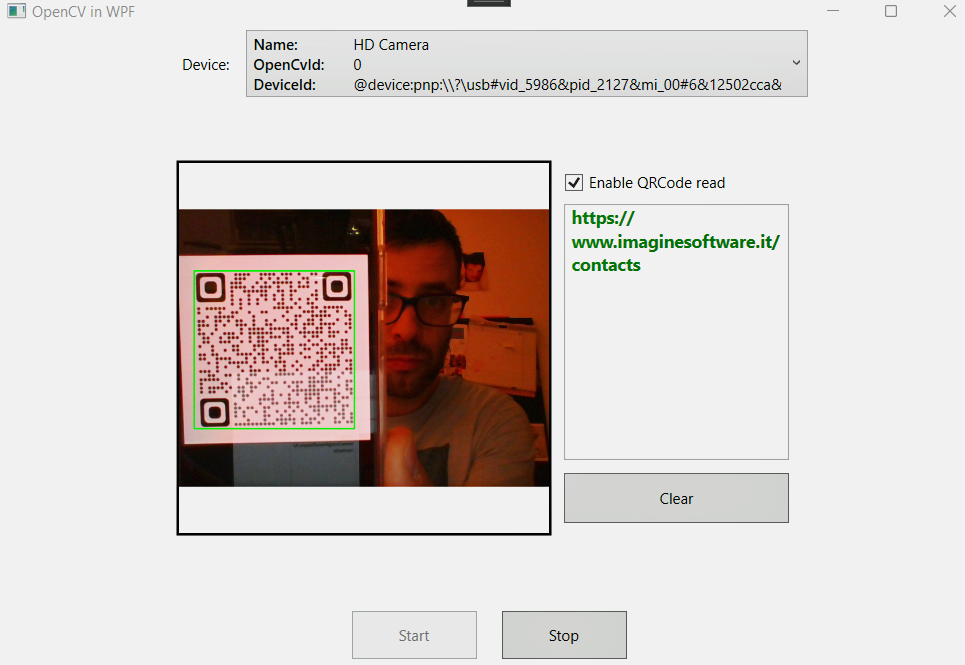 OpenCV in WPF
Device:
Name: HD Camera
OpenCvId: 0
DeviceId: @device:pnp:\\?\usb#vid_5986&pid_2127&mi_00#6&12502cca&
Enable QRCode read
https://
www.imaginesoftware.it/
contacts
Clear
Start
Stop